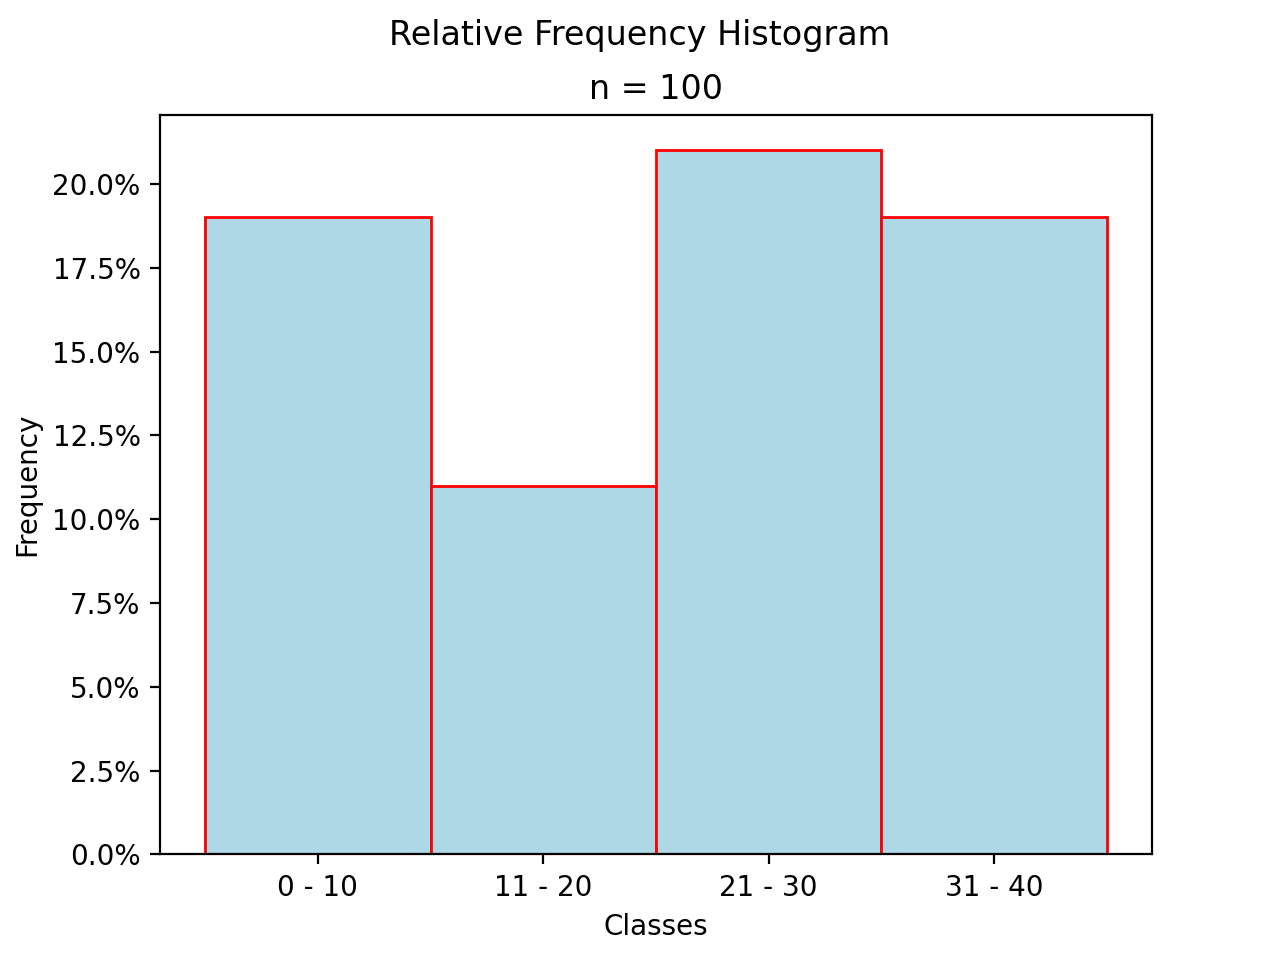 Relative Frequency Histogram
n = 100
20.0%
17.5%
15.0%
12.5%
10.0%
7.5%
5.0%
2.5%
0.0%
Frequency
0 - 10
11 - 20
21 - 30
31 - 40
Classes